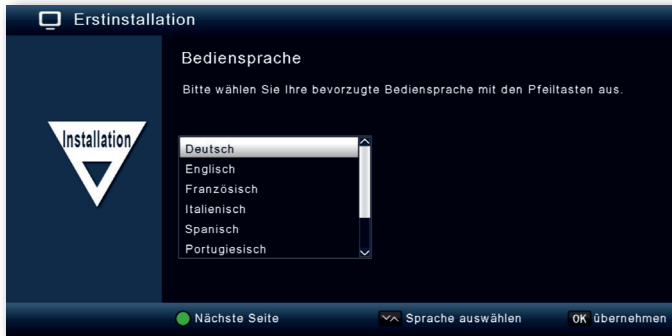 Erstinstallation
Bediensprache
Bitte wählen Sie Ihre bevorzugte Bediensprache mit den Pfeiltasten aus.
Installation
Deutsch
Englisch
Französisch
Italienisch
Spanisch
Portugiesisch
Nächste Seite Sprache auswählen OK übernehmen